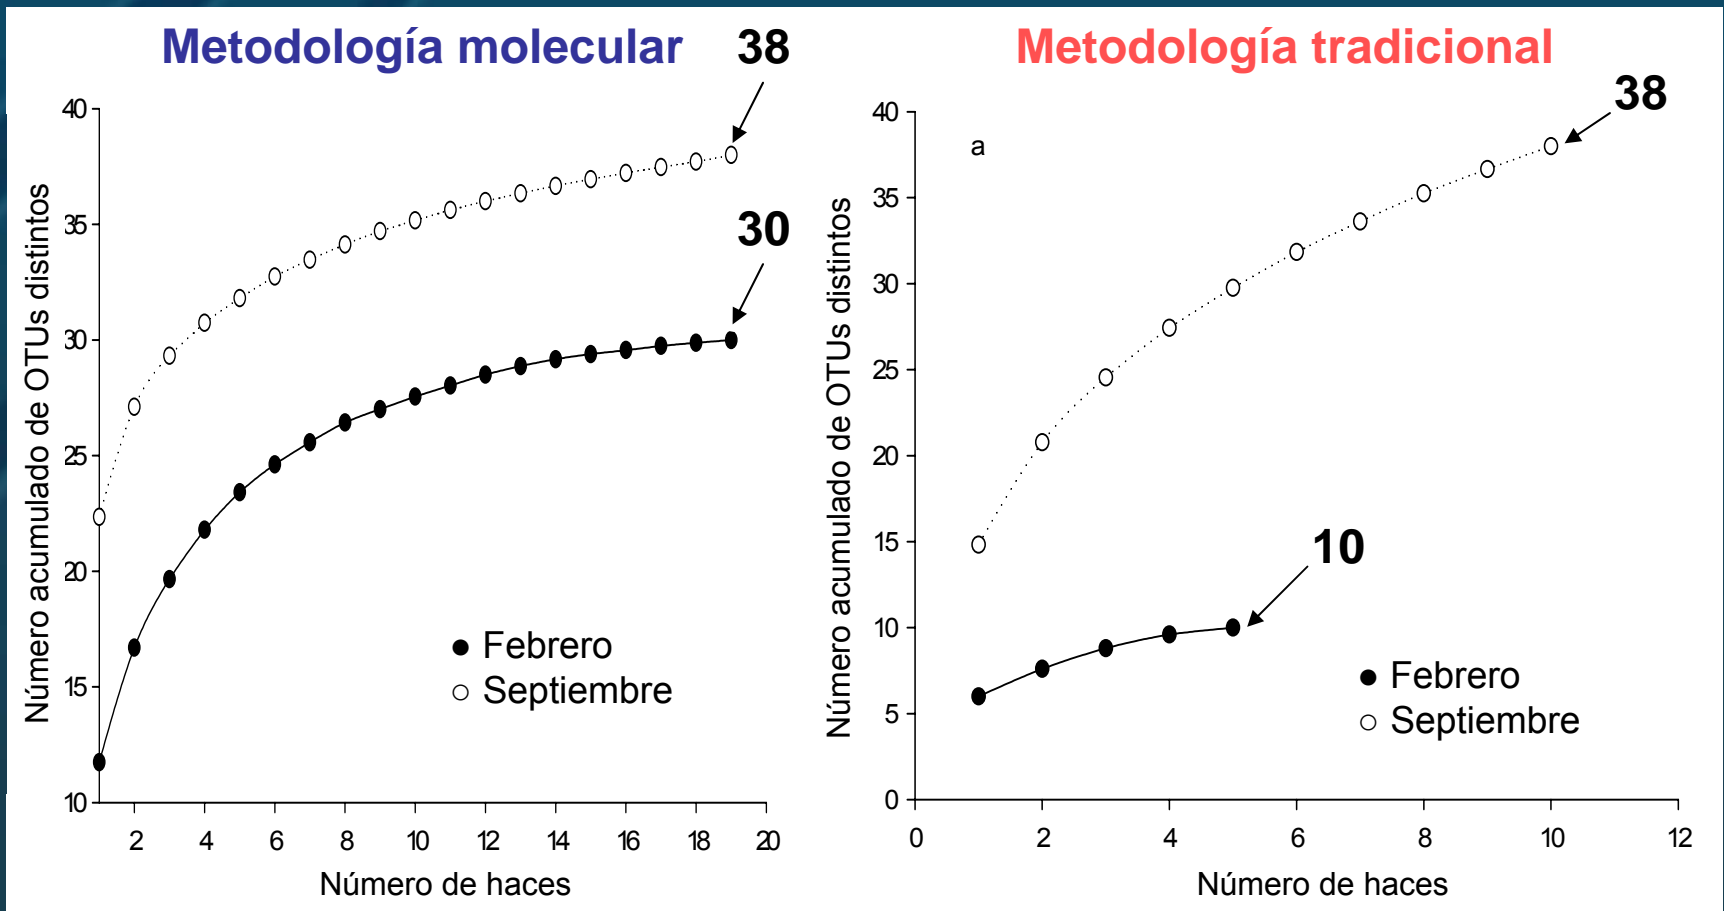 Metodología molecular
38
30
Número acumulado de OTUs distintos
40
35
30
25
20
15
10
Febrero
Septiembre
2 4 6 8 10 12 14 16 18 20
Número de haces
Metodología tradicional
38
a
10
Número acumulado de OTUs distintos
40
35
30
25
20
15
10
5
0
Febrero
Septiembre
0 2 4 6 8 10 12
Número de haces